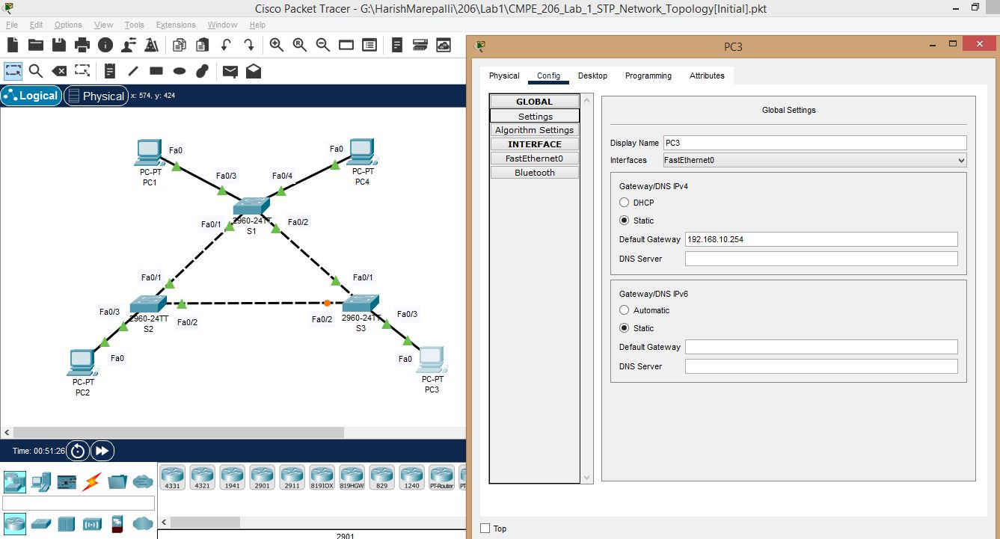 Cisco Packet Tracer - G:\HarishMarepalli\206\Lab1\CMPE_206_Lab_1_STP_Network_Topology[Initial].pkt
File Edit Options View Tools Extensions Window Help
Logical Physical x: 574, y: 424
Fa0
PC-PT
PC1
Fa0
PC-PT
PC4
Fa0/3
Fa0/4
Fa0/1
2960-24TT
S1
Fa0/2
Fa0/1
Fa0/3
2960-24TT
S2
Fa0/2
Fa0/1
Fa0/2
2960-24TT
S3
Fa0/3
Fa0
PC-PT
PC2
Fa0
PC-PT
PC3
Time: 00:51:26
4331 4321 1941 2901 2911 819IOX 819HGW 829 1240 PT-Router
2901
PC3
Physical Config Desktop Programming Attributes
GLOBAL
Settings
Algorithm Settings
INTERFACE
FastEthernet0
Bluetooth
Global Settings
Display Name PC3
Interfaces FastEthernet0
Gateway/DNS IPv4
DHCP
Static
Default Gateway 192.168.10.254
DNS Server
Gateway/DNS IPv6
Automatic
Static
Default Gateway
DNS Server
Top